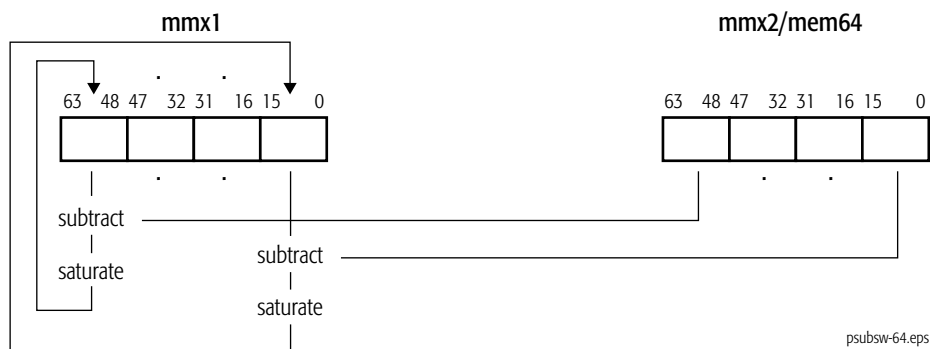 mmx1
mmx2/mem64
. .
63 48 47 32 31 16 15 0
63 48 47 32 31 16 15 0
. .
. .
subtract
subtract
saturate
saturate
psubsw-64.eps